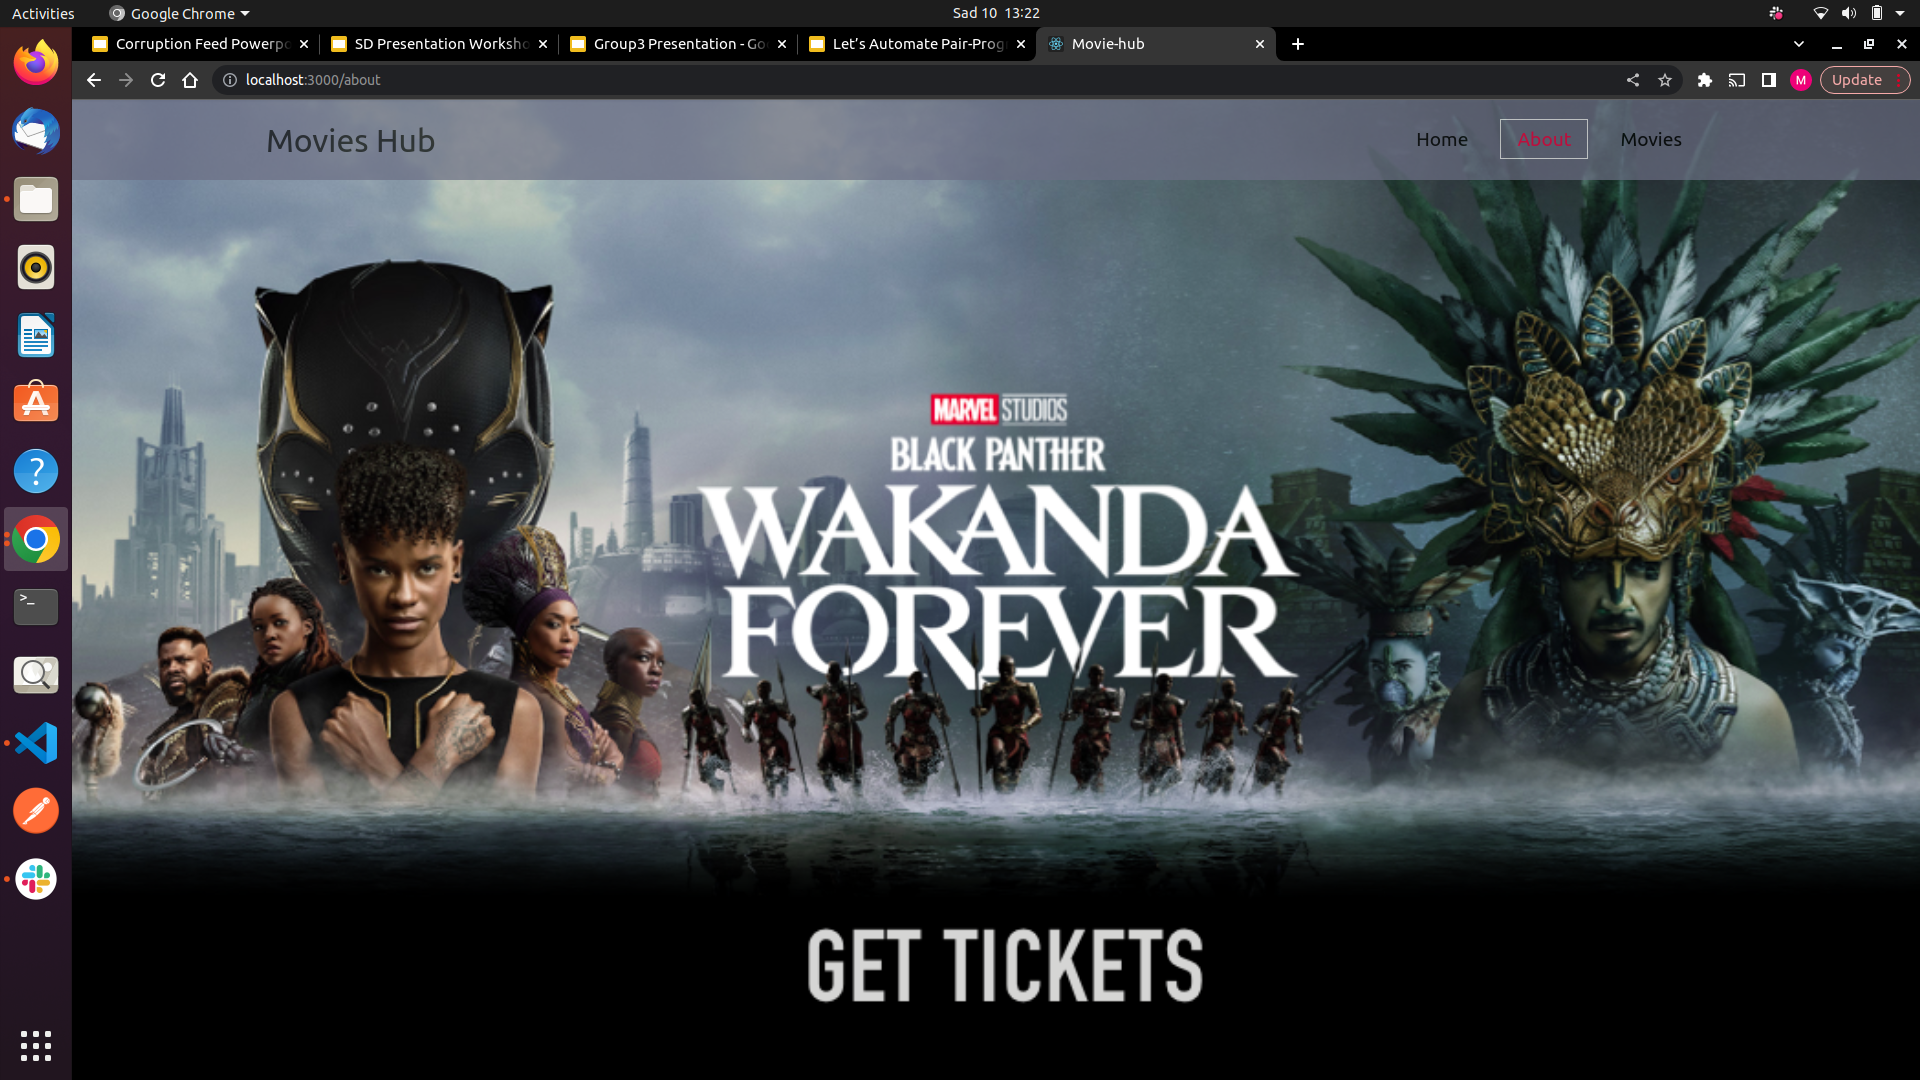 Activities
Google Chrome
Sad 10 13:22
Corruption Feed Powerpo
SD Presentation Worksho
Group3 Presentation - Go
Let's Automate Pair-Prog
Movie-hub
localhost:3000/about
M
Update
Movies Hub
Home
About
Movies
MARVEL STUDIOS
BLACK PANTHER
WAKANDA
FOREVER
GET TICKETS